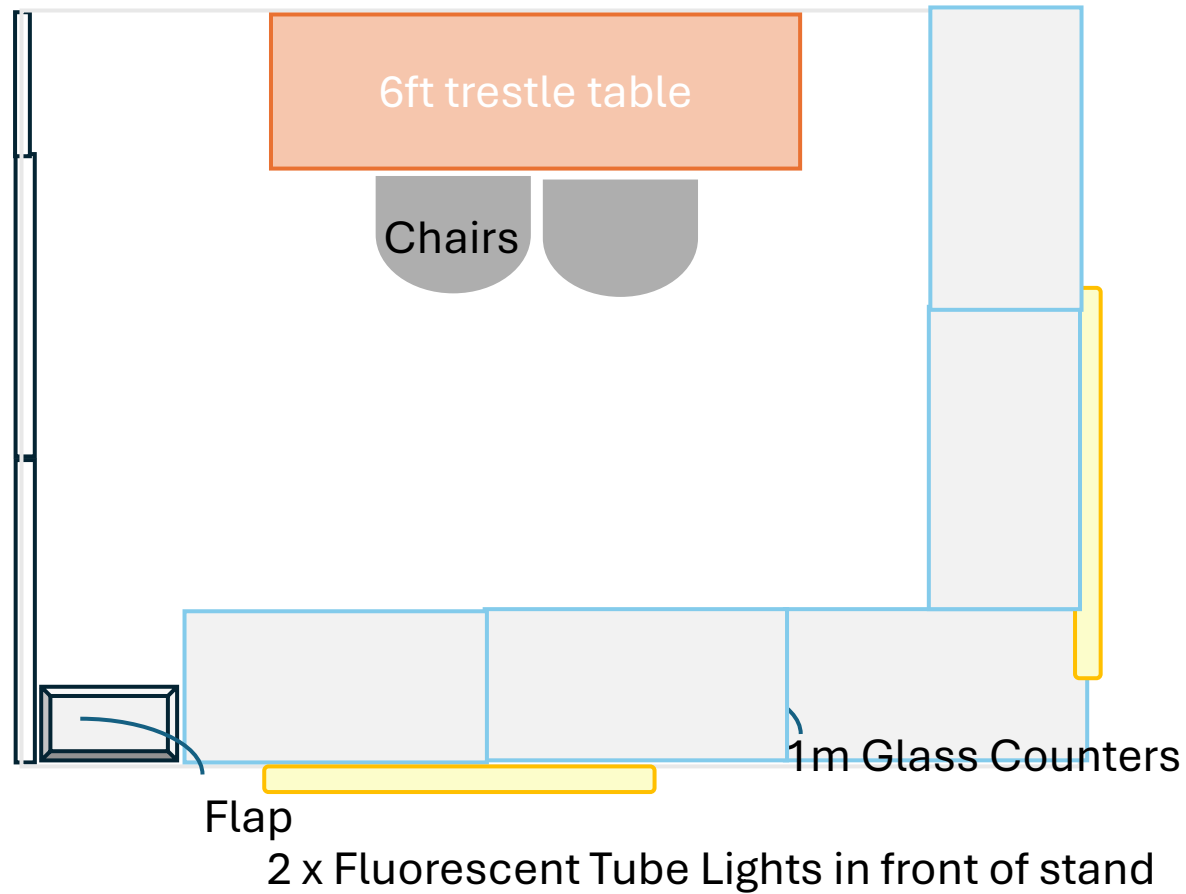 6ft trestle table
Chairs
1m Glass Counters
Flap
2 x Fluorescent Tube Lights in front of stand